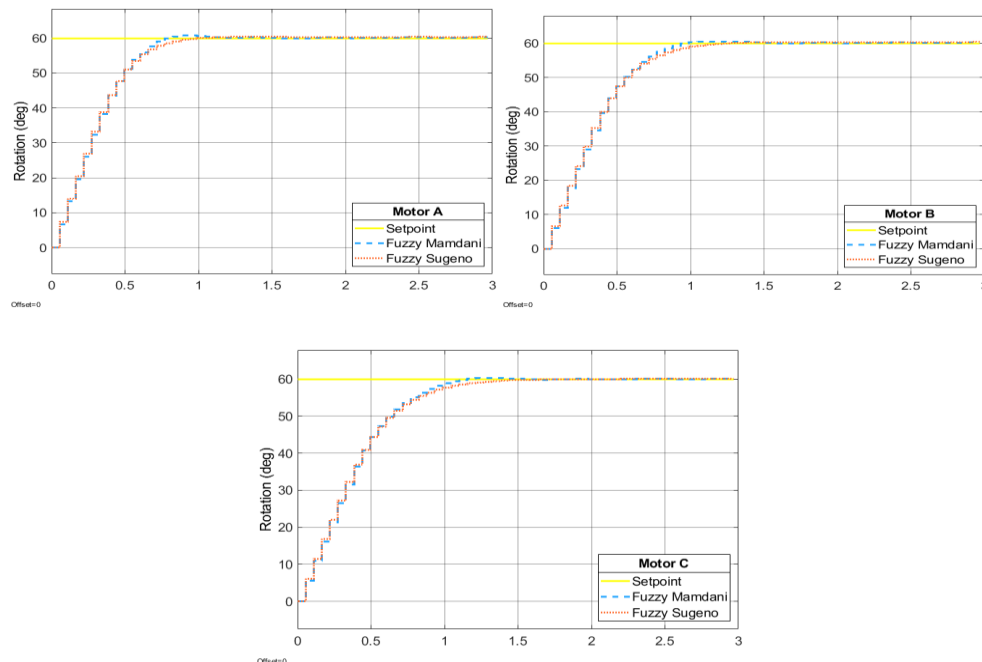 60
50
40
30
20
10
0
Rotation (deg)
Motor A
Setpoint
Fuzzy Mamdani
Fuzzy Sugeno
0 0.5 1 1.5 2 2.5 3
Offset=0
60
50
40
30
20
10
0
Rotation (deg)
Motor B
Setpoint
Fuzzy Mamdani
Fuzzy Sugeno
0 0.5 1 1.5 2 2.5
Offset=0
60
50
40
30
20
10
0
Rotation (deg)
Motor C
Setpoint
Fuzzy Mamdani
Fuzzy Sugeno
0 0.5 1 1.5 2 2.5 3
Offset=0